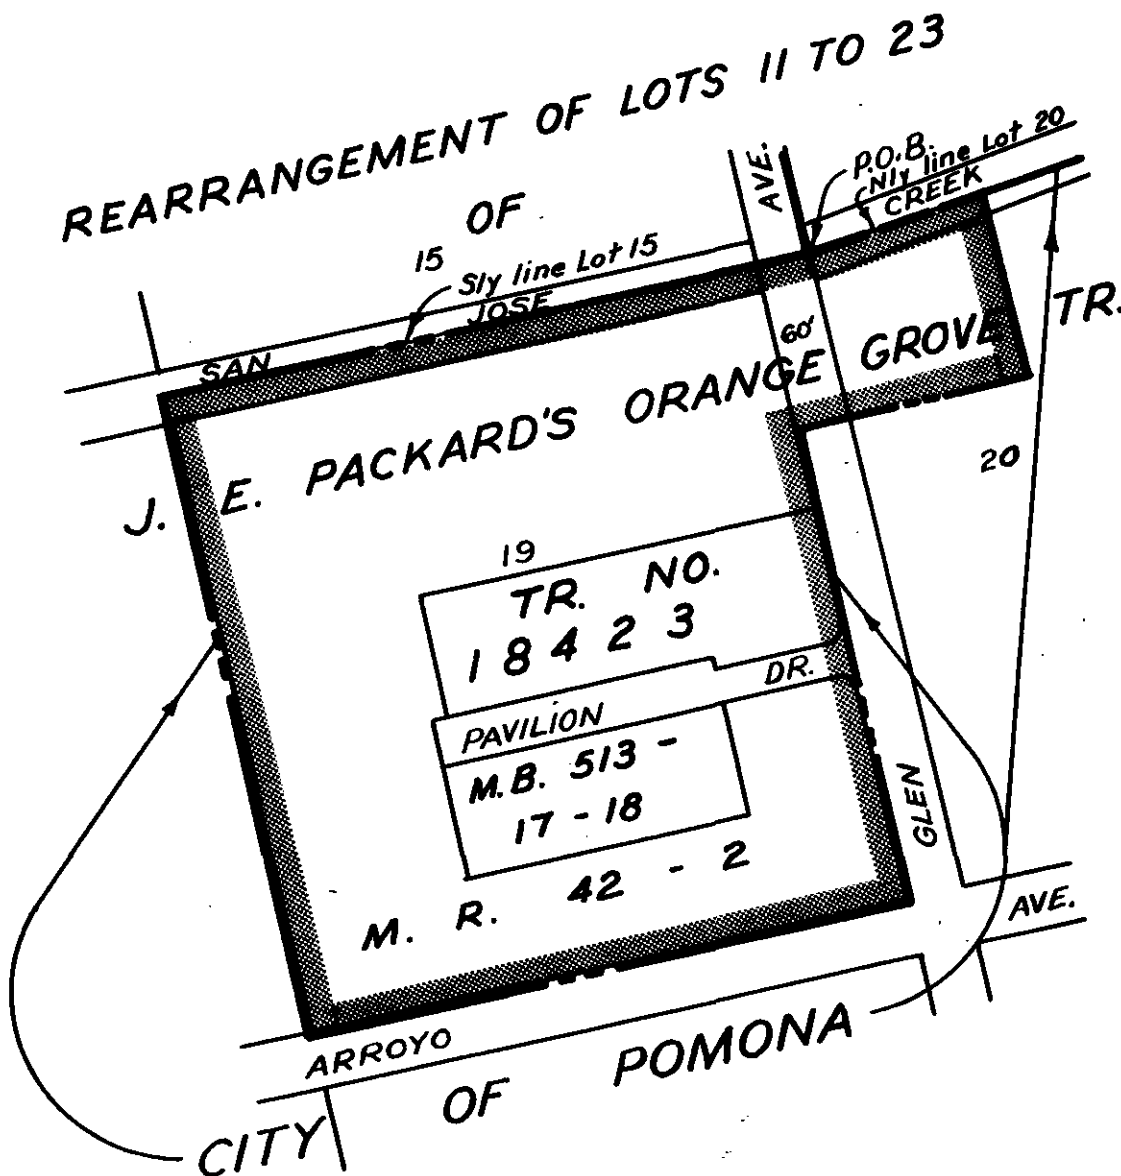 REARRANGEMENT OF LOTS 11 TO 23
OF
P.O.B.
Nly line Lot 20
CREEK
AVE.
15
Sly line Lot 15
SAN JOSE
60'
J. E. PACKARD'S ORANGE GROVE TR.
20
19
TR. NO.
18423
PAVILION DR.
M.B. 513 -
17 - 18
GLEN
M. R. 42 - 2
AVE.
ARROYO
CITY OF POMONA